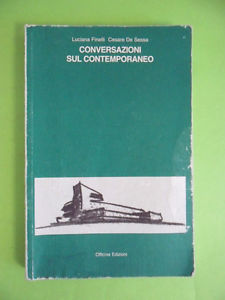 Luciana Finelli Cesare De Sessa
CONVERSAZIONI
SUL CONTEMPORANEO
Officina Edizioni